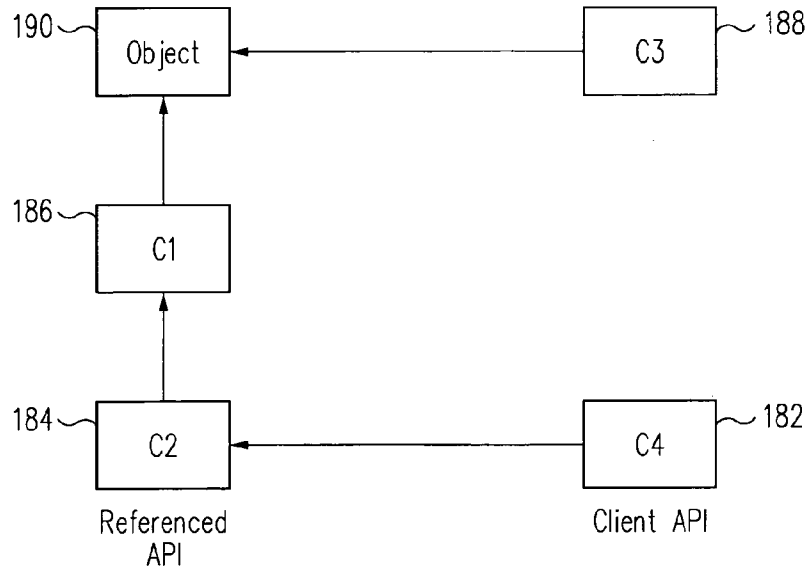 190
Object
C3
188
186
C1
184
C2
C4
182
Referenced
API
Client API